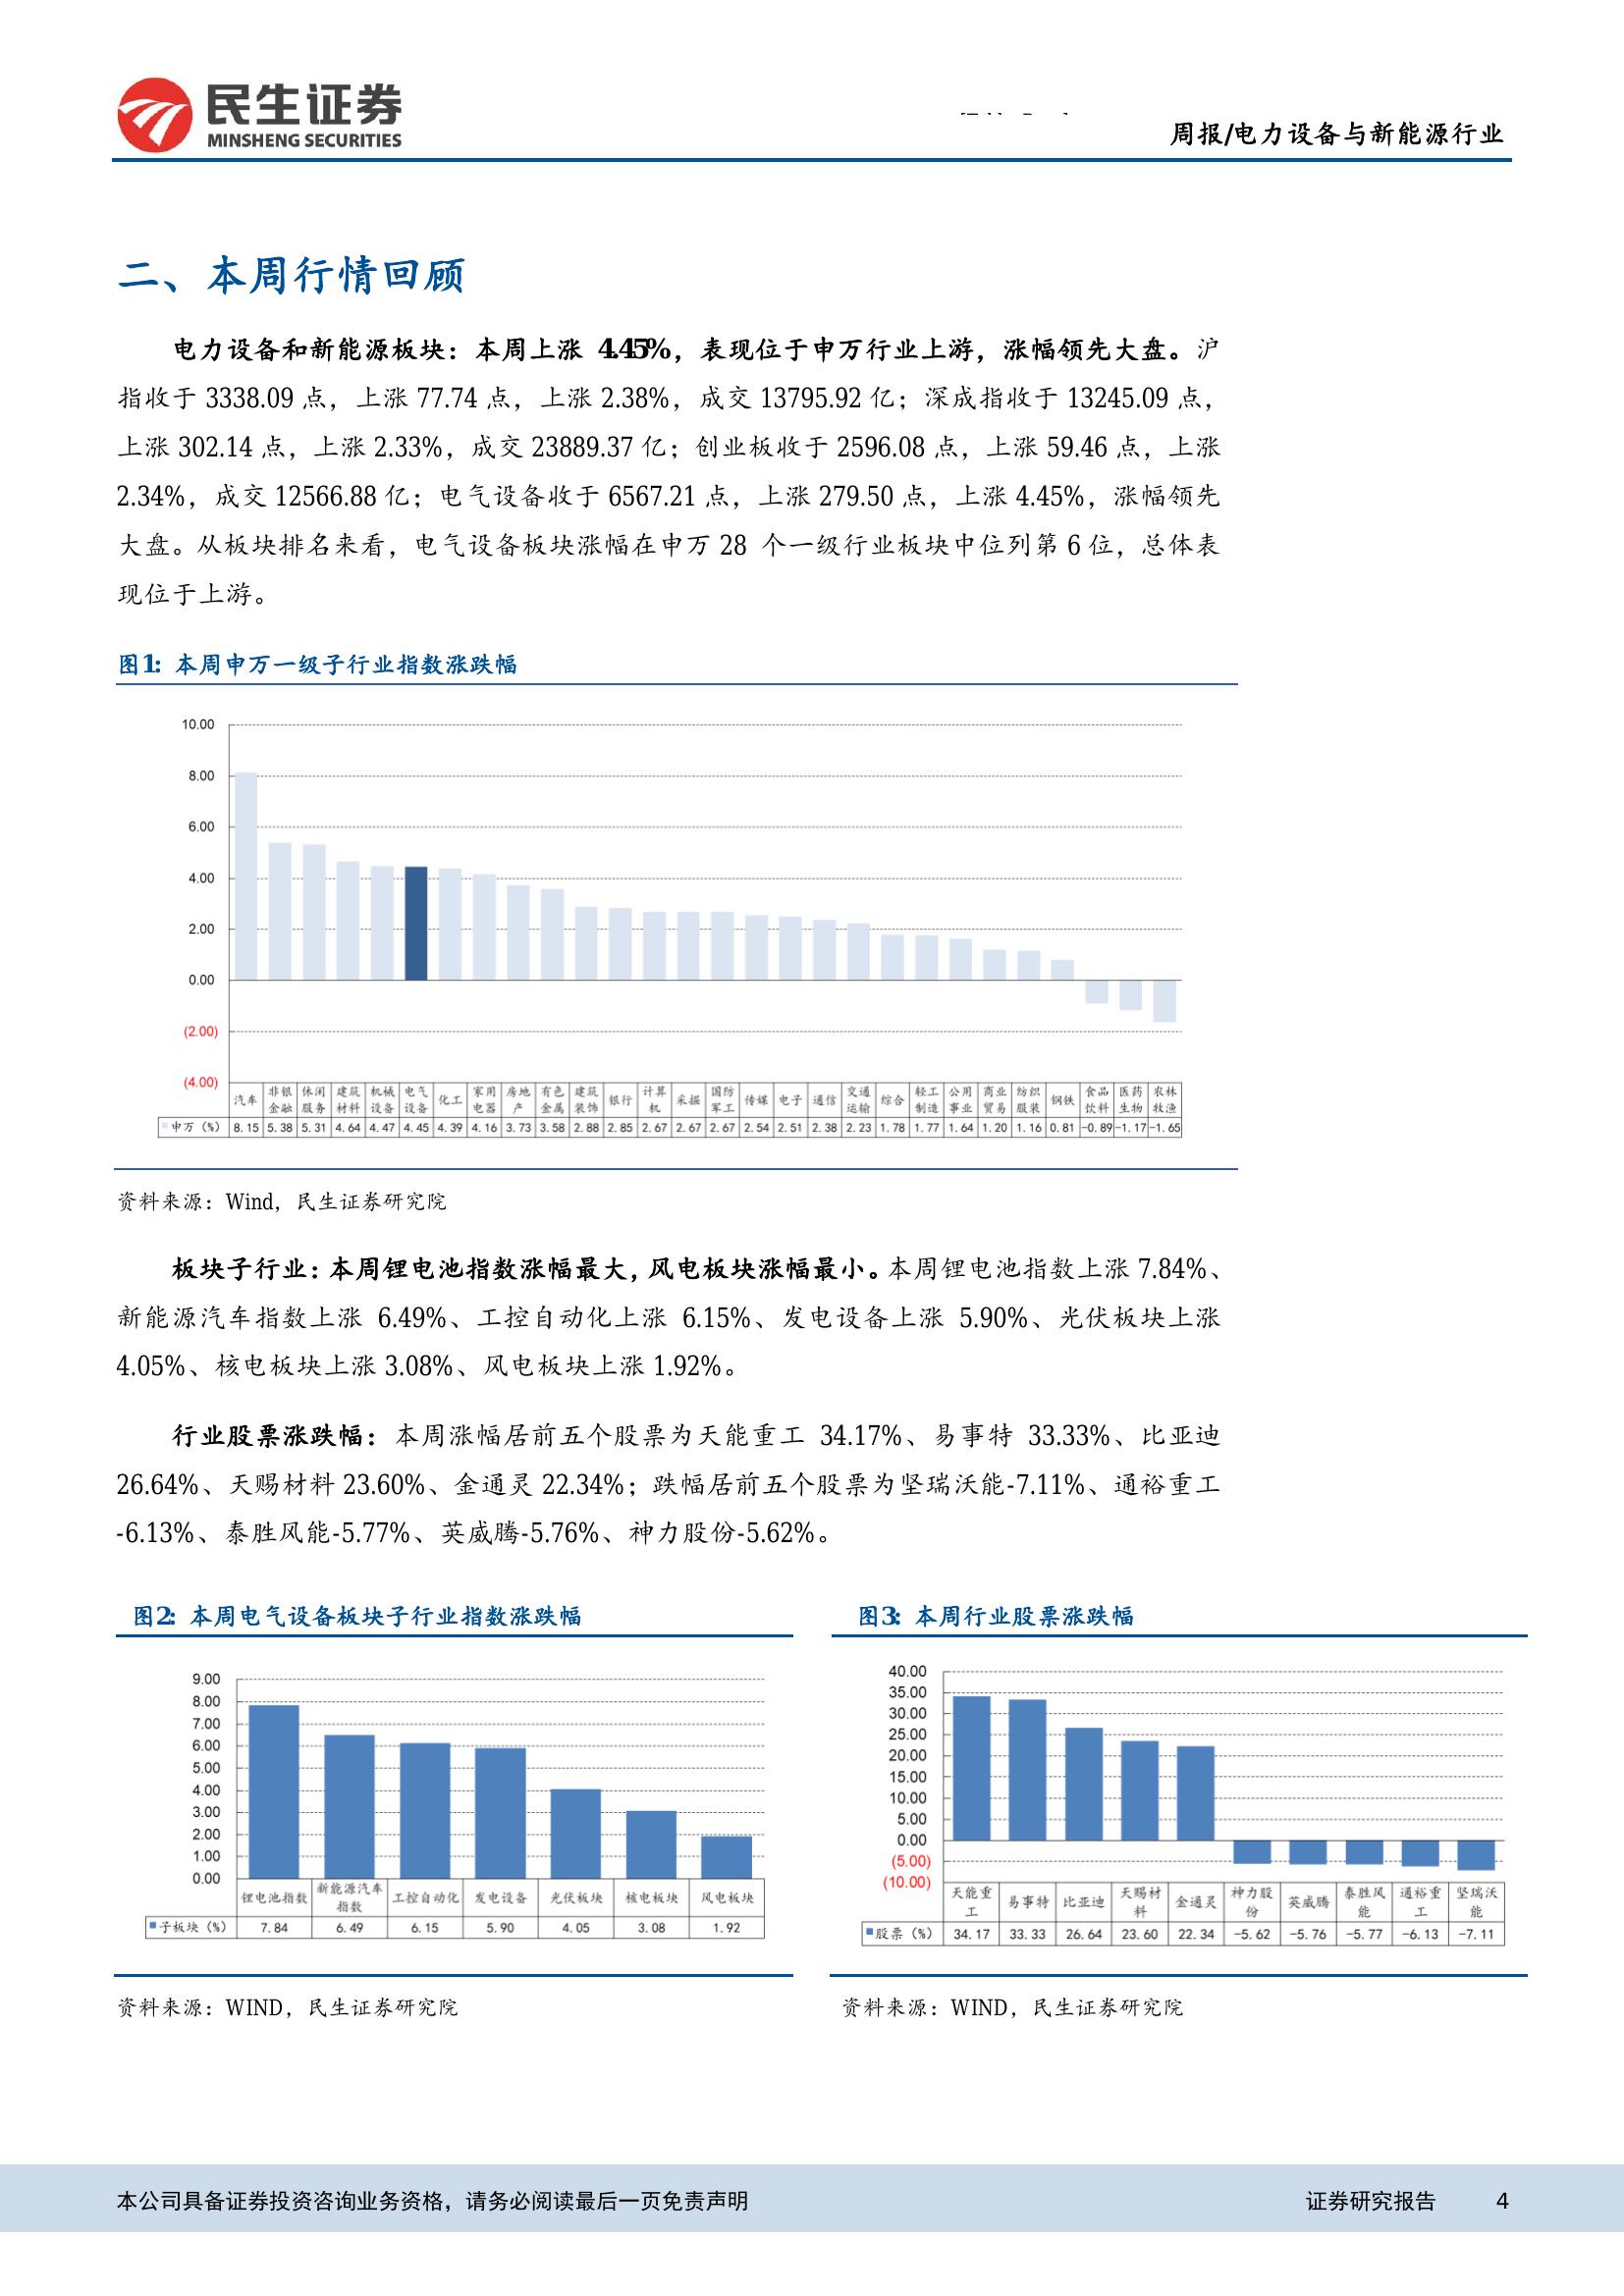 民生证券
MINSHENG SECURITIES
周报/电力设备与新能源行业
二、本周行情回顾
电力设备和新能源板块：本周上涨 4.45%，表现位于申万行业上游，涨幅领先大盘。沪
指收于 3338.09 点，上涨 77.74 点，上涨 2.38%，成交 13795.92 亿；深成指收于 13245.09 点，
上涨 302.14 点，上涨 2.33%，成交 23889.37 亿；创业板收于 2596.08 点，上涨 59.46 点，上涨
2.34%，成交 12566.88 亿；电气设备收于 6567.21 点，上涨 279.50 点，上涨 4.45%，涨幅领先
大盘。从板块排名来看，电气设备板块涨幅在申万 28 个一级行业板块中位列第 6 位，总体表
现位于上游。
图1：本周申万一级子行业指数涨跌幅
10.00
8.00
6.00
4.00
2.00
0.00
(2.00)
(4.00)
汽车 非银金融 休闲服务 建筑材料 机械设备 电气设备 化工 家用电器 房地产 有色金属 建筑装饰 银行 计算机 采掘 国防军工 传媒 电子 通信 交通运输 综合 轻工制造 公用事业 商业贸易 纺织服装 钢铁 食品饮料 医药生物 农林牧渔
申万（%） 8.15 5.38 5.31 4.64 4.47 4.45 4.39 4.16 3.73 3.58 2.88 2.85 2.67 2.67 2.67 2.54 2.51 2.38 2.23 1.78 1.77 1.64 1.20 1.16 0.81 -0.89 -1.17 -1.65
资料来源：Wind，民生证券研究院
板块子行业：本周锂电池指数涨幅最大，风电板块涨幅最小。本周锂电池指数上涨 7.84%、
新能源汽车指数上涨 6.49%、工控自动化上涨 6.15%、发电设备上涨 5.90%、光伏板块上涨
4.05%、核电板块上涨 3.08%、风电板块上涨 1.92%。
行业股票涨跌幅：本周涨幅居前五个股票为天能重工 34.17%、易事特 33.33%、比亚迪
26.64%、天赐材料 23.60%、金通灵 22.34%；跌幅居前五个股票为坚瑞沃能-7.11%、通裕重工
-6.13%、泰胜风能-5.77%、英威腾-5.76%、神力股份-5.62%。
图2：本周电气设备板块子行业指数涨跌幅
9.00
8.00
7.00
6.00
5.00
4.00
3.00
2.00
1.00
0.00
锂电池指数 新能源汽车指数 工控自动化 发电设备 光伏板块 核电板块 风电板块
子板块（%） 7.84 6.49 6.15 5.90 4.05 3.08 1.92
资料来源：WIND，民生证券研究院
图3：本周行业股票涨跌幅
40.00
35.00
30.00
25.00
20.00
15.00
10.00
5.00
0.00
(5.00)
(10.00)
天能重工 易事特 比亚迪 天赐材料 金通灵 神力股份 英威腾 泰胜风能 通裕重工 坚瑞沃能
股票（%） 34.17 33.33 26.64 23.60 22.34 -5.62 -5.76 -5.77 -6.13 -7.11
资料来源：WIND，民生证券研究院
本公司具备证券投资咨询业务资格，请务必阅读最后一页免责声明
证券研究报告 4